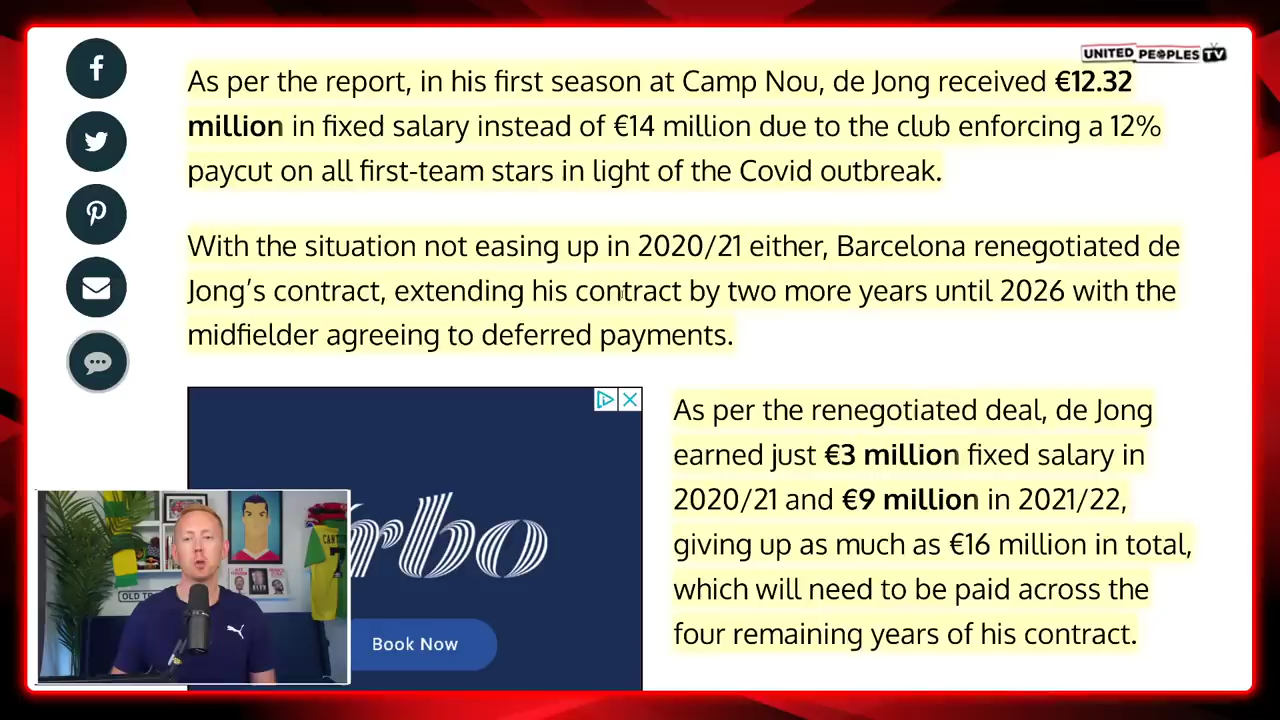 UNITED PEOPLES TV
As per the report, in his first season at Camp Nou, de Jong received €12.32
million in fixed salary instead of €14 million due to the club enforcing a 12%
paycut on all first-team stars in light of the Covid outbreak.
With the situation not easing up in 2020/21 either, Barcelona renegotiated de
Jong’s contract, extending his contract by two more years until 2026 with the
midfielder agreeing to deferred payments.
As per the renegotiated deal, de Jong
earned just €3 million fixed salary in
2020/21 and €9 million in 2021/22,
giving up as much as €16 million in total,
which will need to be paid across the
four remaining years of his contract.
rbo
Book Now
OLD TR
CANTO
7